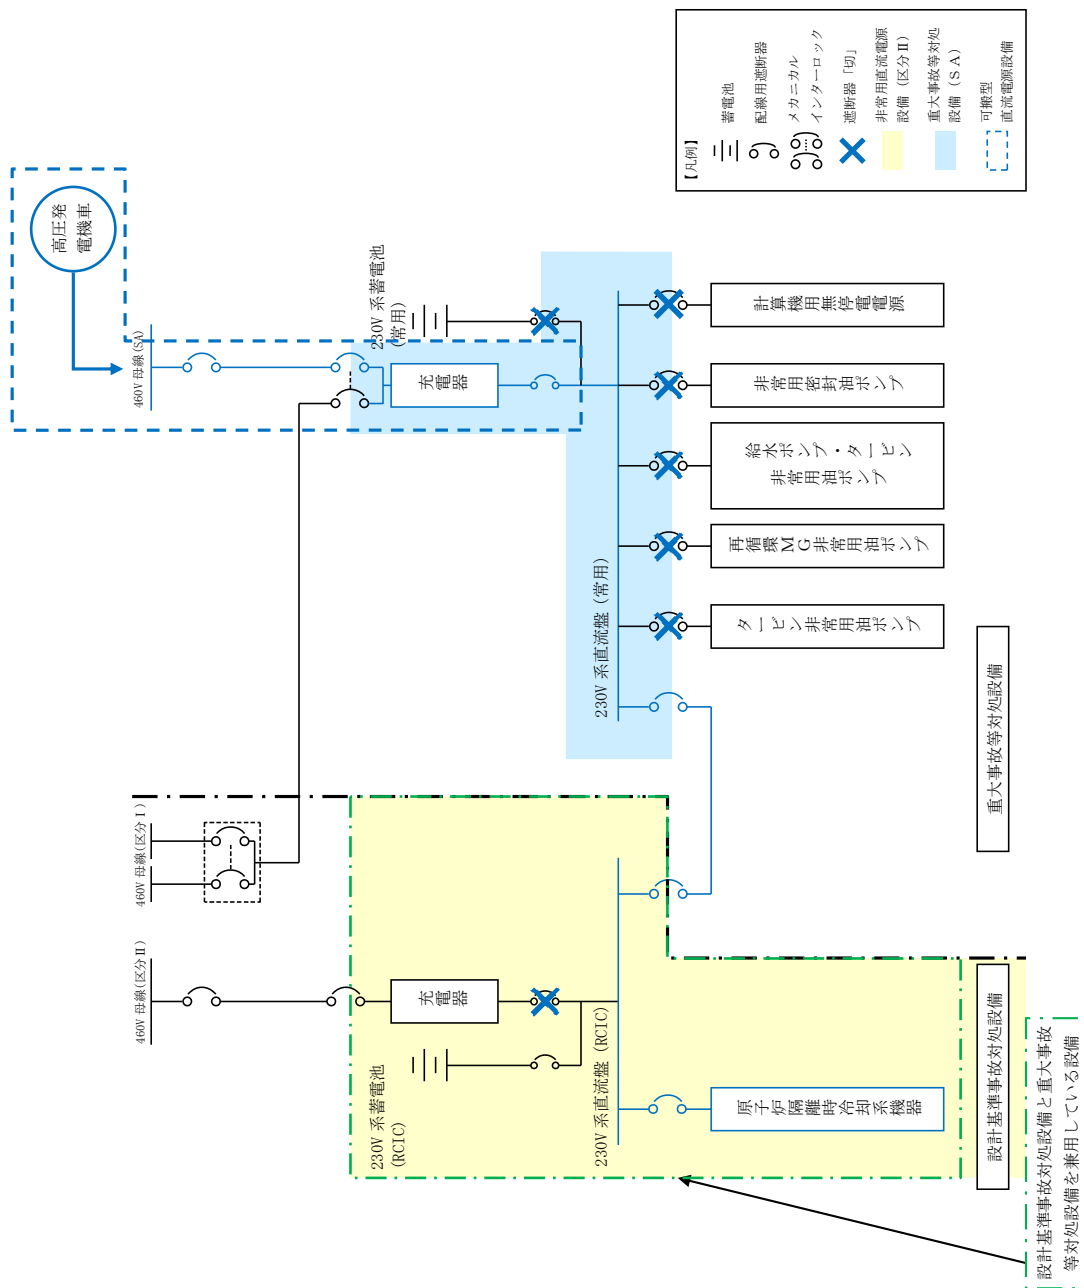 高圧発
電機車
460V 母線(SA)
230V 系蓄電池
(常用)
充電器
230V 系直流盤 (常用)
計算機用無停電電源
非常用密封油ポンプ
給水ポンプ・タービン
非常用油ポンプ
再循環MG非常用油ポンプ
タービン非常用油ポンプ
460V 母線(区分Ⅰ)
460V 母線(区分Ⅱ)
充電器
230V 系蓄電池
(RCIC)
230V 系直流盤 (RCIC)
原子炉隔離時冷却系機器
重大事故等対処設備
設計基準事故対処設備
設計基準事故対処設備と重大事故
等対処設備を兼用している設備
【凡例】
蓄電池
配線用遮断器
メカニカル
インターロック
遮断器「切」
非常用直流電源
設備 (区分Ⅱ)
重大事故等対処
設備 (SA)
可搬型
直流電源設備